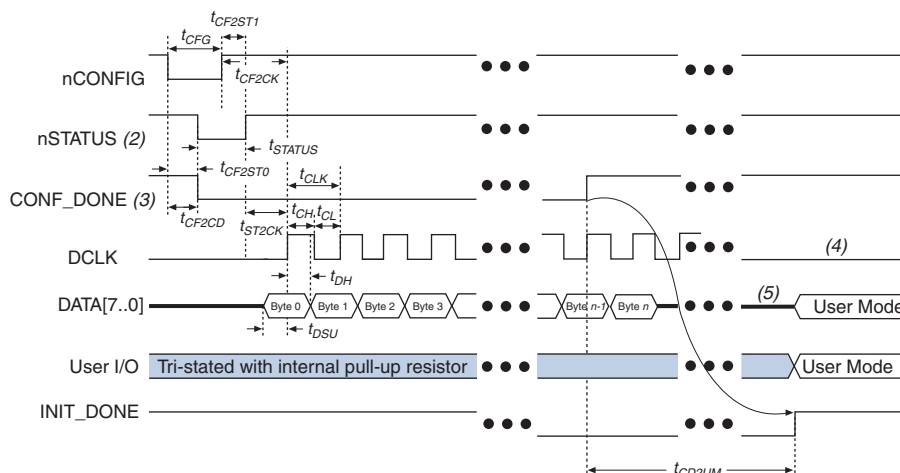 tCF2ST1
tCFG
nCONFIG
tCF2CK
nSTATUS (2)
tSTATUS
tCF2ST0
tCLK
CONF_DONE (3)
tCF2CD
tST2CK
tCH
tCL
DCLK
(4)
tDH
DATA[7..0]
Byte 0
Byte 1
Byte 2
Byte 3
Byte n-1
Byte n
(5)
User Mode
tDSU
User I/O
Tri-stated with internal pull-up resistor
User Mode
INIT_DONE
tCD2UM